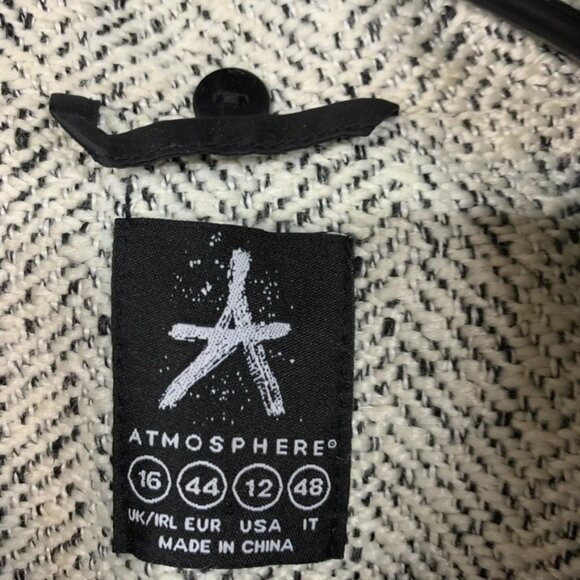 ATMOSPHERE®
16 44 12 48
UK/IRL EUR USA IT
MADE IN CHINA